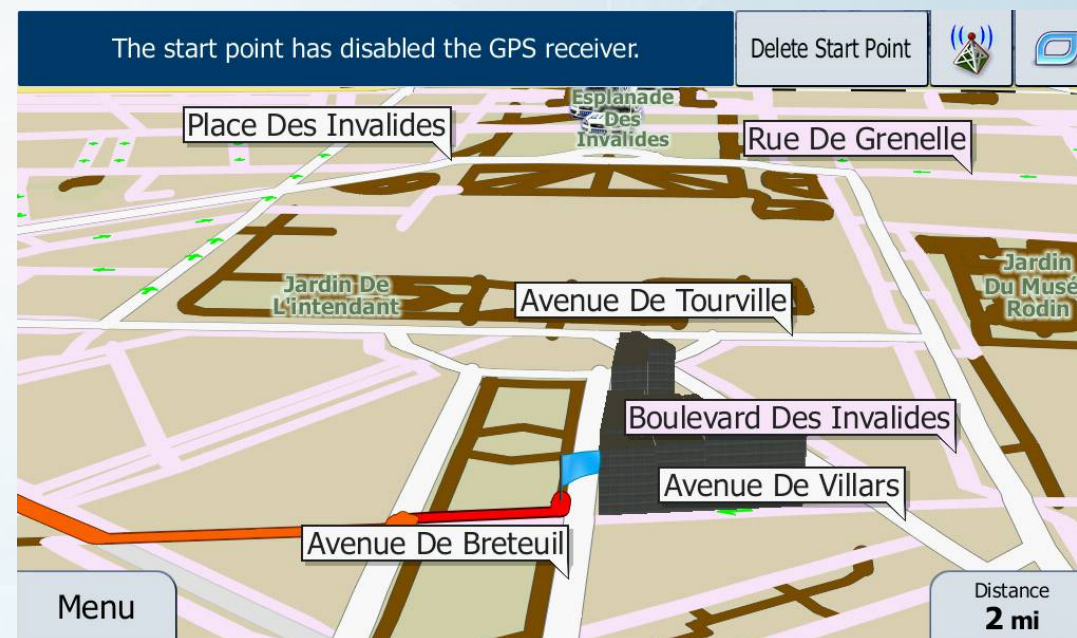 The start point has disabled the GPS receiver.
Delete Start Point
Esplanade
Des
Invalides
Place Des Invalides
Rue De Grenelle
Jardin De
L'intendant
Jardin
Du Musé
Rodin
Avenue De Tourville
Boulevard Des Invalides
Avenue De Villars
Avenue De Breteuil
Menu
Distance
2 mi